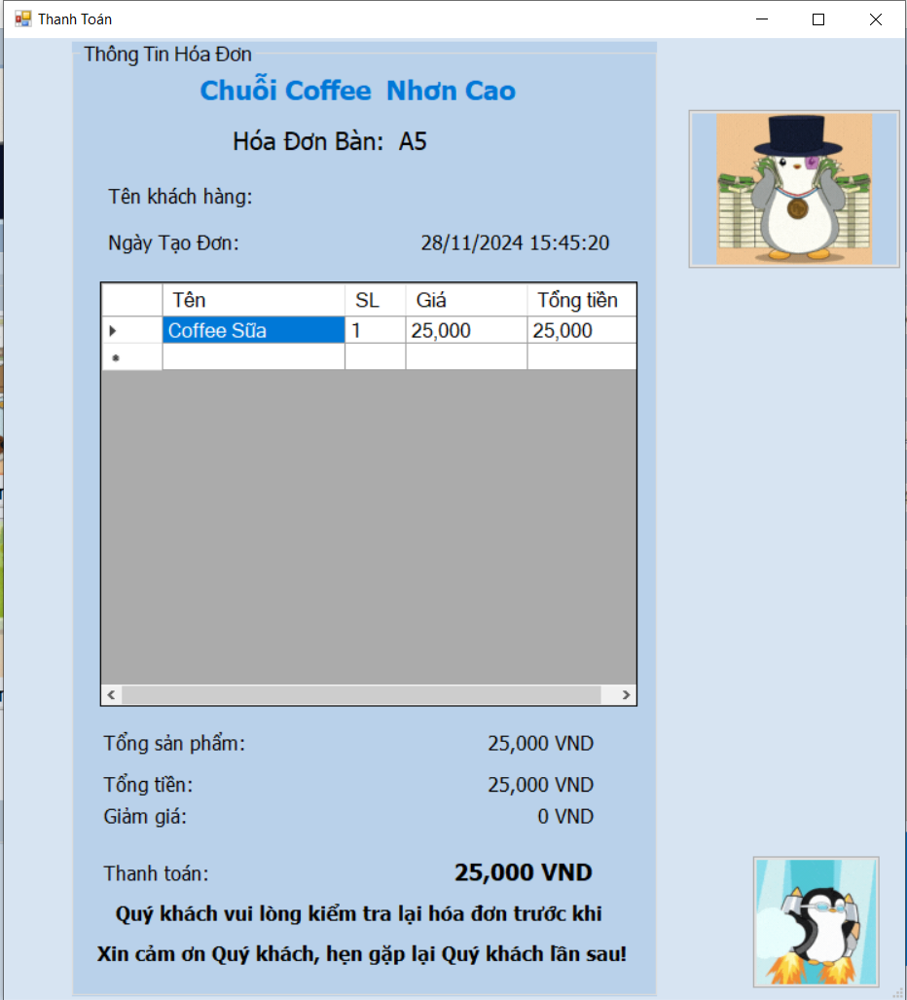 Thanh Toán
Thông Tin Hóa Đơn
Chuỗi Coffee Nhơn Cao
Hóa Đơn Bàn: A5
Tên khách hàng:
Ngày Tạo Đơn: 28/11/2024 15:45:20
Tên SL Giá Tổng tiền
Coffee Sữa 1 25,000 25,000
Tổng sản phẩm: 25,000 VND
Tổng tiền: 25,000 VND
Giảm giá: 0 VND
Thanh toán: 25,000 VND
Quý khách vui lòng kiểm tra lại hóa đơn trước khi
Xin cảm ơn Quý khách, hẹn gặp lại Quý khách lần sau!